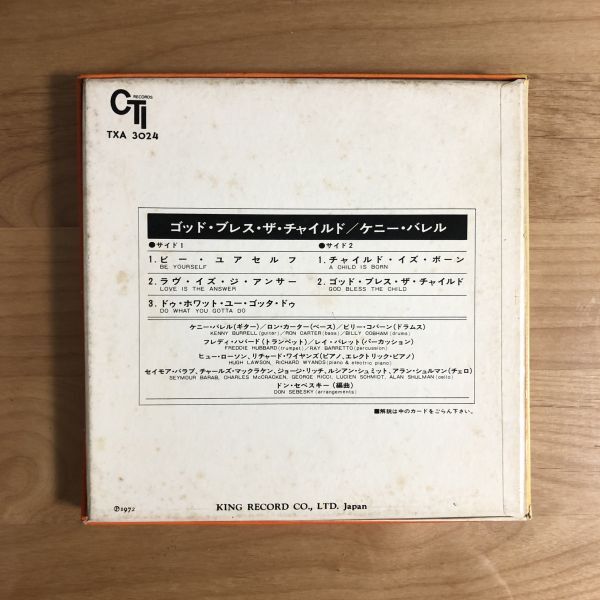 CTI RECORDS
TXA 3024
ゴッド・ブレス・ザ・チャイルド/ケニー・バレル
●サイド1
1. ビー・ユアセルフ
BE YOURSELF
2. ラヴ・イズ・ジ・アンサー
LOVE IS THE ANSWER
3. ドゥ・ホワット・ユー・ゴッタ・ドゥ
DO WHAT YOU GOTTA DO
●サイド2
1. チャイルド・イズ・ボーン
A CHILD IS BORN
2. ゴッド・ブレス・ザ・チャイルド
GOD BLESS THE CHILD
ケニー・バレル(ギター)/ロン・カーター(ベース)/ビリー・コバーン(ドラムス)
KENNY BURRELL(guitar)/RON CARTER(bass)/BILLY COBHAM(drums)
フレディ・ハバード(トランペット)/レイ・バレット(パーカッション)
FREDDIE HUBBARD(trumpet)/RAY BARRETTO(percussion)
ヒュー・ローソン、リチャード・ワイヤンズ(ピアノ、エレクトリック・ピアノ)
HUGH LAWSON, RICHARD WYANDS(piano & electric piano)
セイモア・バラブ、チャールズ・マックラケン、ジョージ・リッチ、ルシアン・シュミット、アラン・シュルマン(チェロ)
SEYMOUR BARAB, CHARLES McCRACKEN, GEORGE RICCI, LUCIEN SCHMIDT, ALAN SHULMAN(cello)
ドン・セベスキー(編曲)
DON SEBESKY(arrangements)
■解説は中のカードをごらん下さい。
℗1972
KING RECORD CO., LTD. Japan